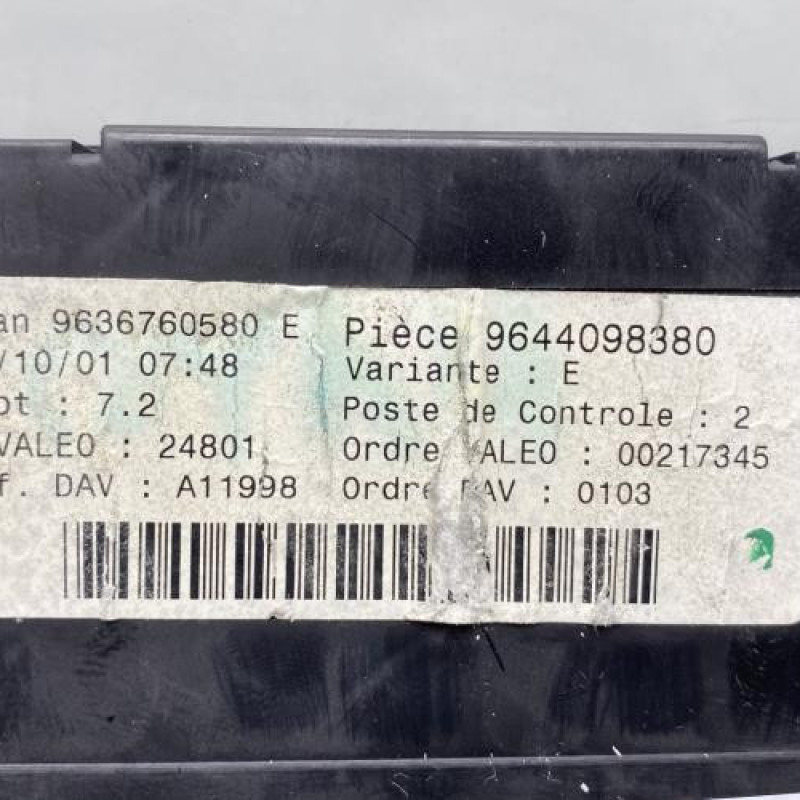 an 9636760580 E
/10/01 07:48
ot : 7.2
VALEO : 24801
f. DAV : A11998
Pièce 9644098380
Variante : E
Poste de Controle : 2
Ordre VALEO : 00217345
Ordre DAV : 0103